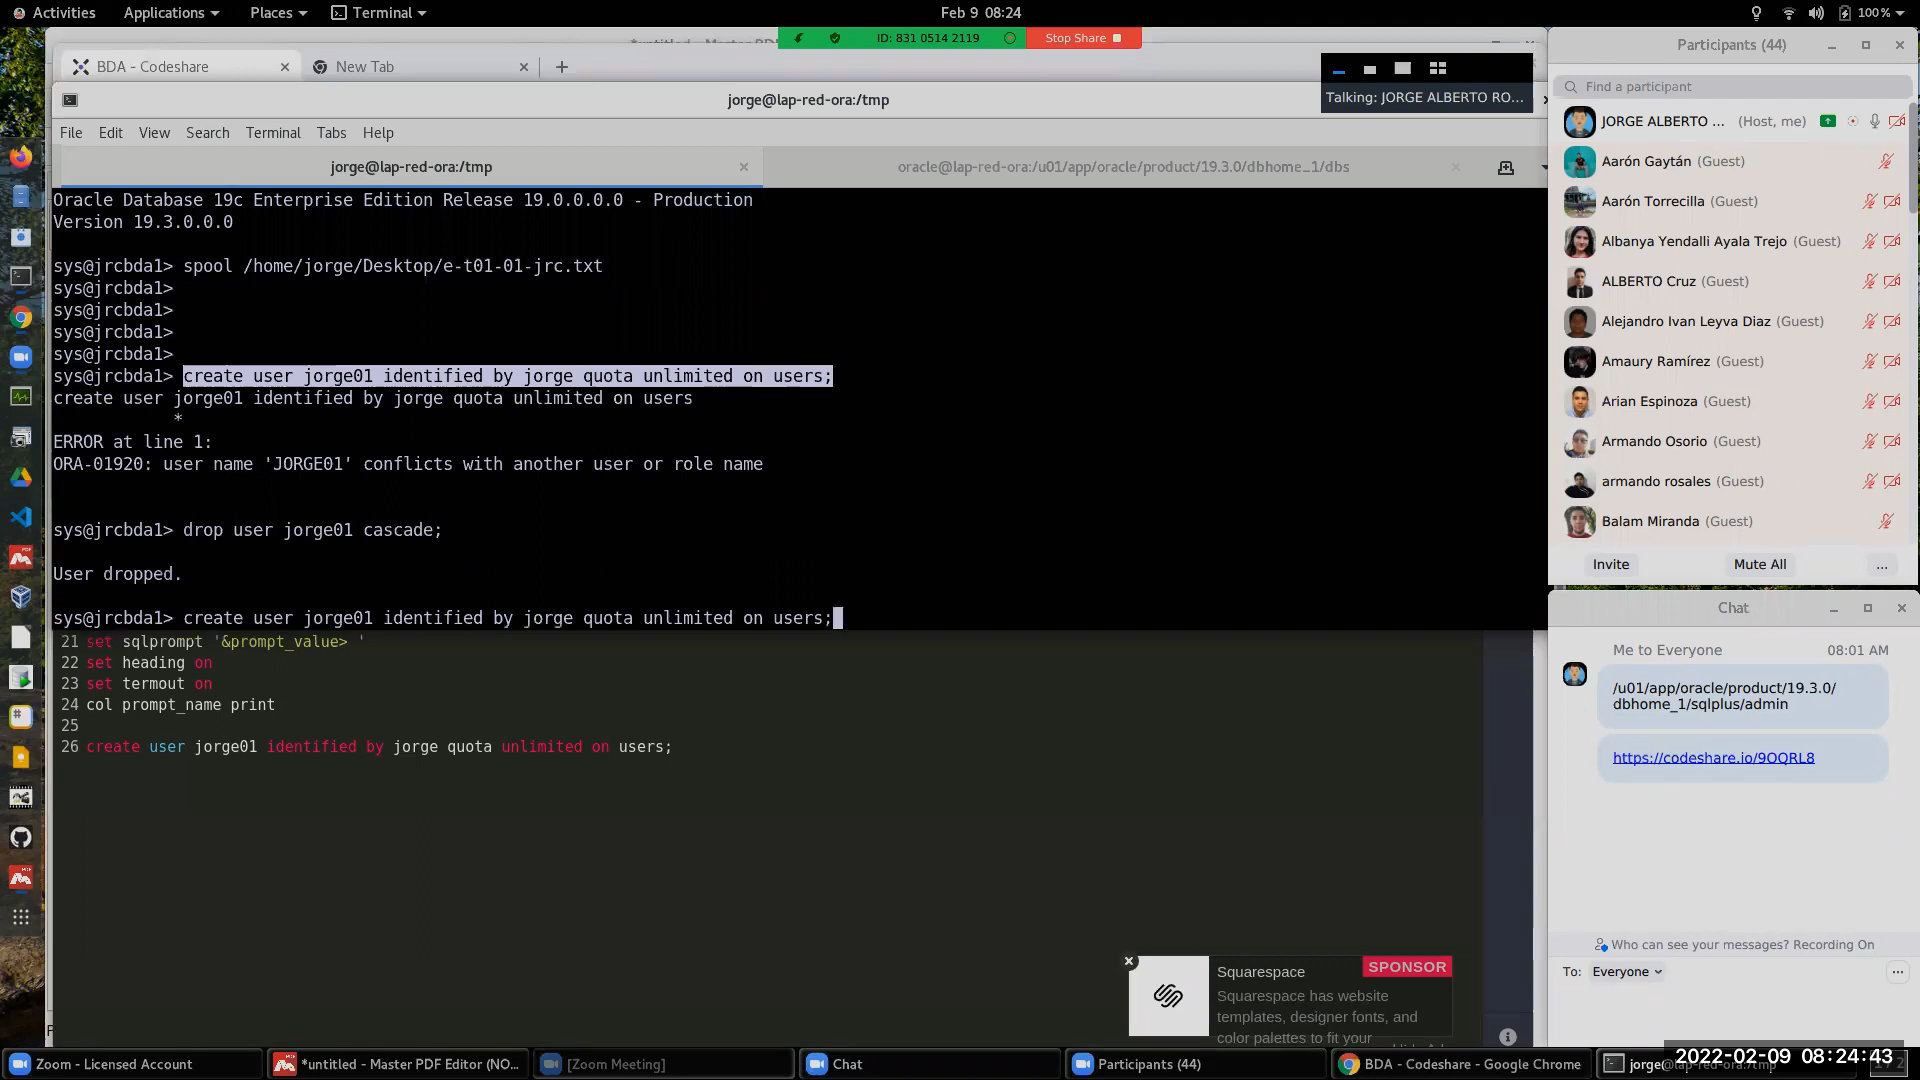 Activities
Applications
Places
Terminal
Feb 9 08:24
100%
ID: 831 0514 2119
Stop Share
BDA - Codeshare
New Tab
Talking: JORGE ALBERTO RO...
jorge@lap-red-ora:/tmp
File Edit View Search Terminal Tabs Help
jorge@lap-red-ora:/tmp
oracle@lap-red-ora:/u01/app/oracle/product/19.3.0/dbhome_1/dbs
Oracle Database 19c Enterprise Edition Release 19.0.0.0.0 - Production
Version 19.3.0.0.0
sys@jrcbda1> spool /home/jorge/Desktop/e-t01-01-jrc.txt
sys@jrcbda1>
sys@jrcbda1>
sys@jrcbda1>
sys@jrcbda1>
sys@jrcbda1> create user jorge01 identified by jorge quota unlimited on users;
create user jorge01 identified by jorge quota unlimited on users
*
ERROR at line 1:
ORA-01920: user name 'JORGE01' conflicts with another user or role name
sys@jrcbda1> drop user jorge01 cascade;
User dropped.
sys@jrcbda1> create user jorge01 identified by jorge quota unlimited on users;
21 set sqlprompt '&prompt_value> '
22 set heading on
23 set termout on
24 col prompt_name print
25
26 create user jorge01 identified by jorge quota unlimited on users;
Squarespace
SPONSOR
Squarespace has website
templates, designer fonts, and
color palettes to fit your
Participants (44)
Find a participant
JORGE ALBERTO ... (Host, me)
Aarón Gaytán (Guest)
Aarón Torrecilla (Guest)
Albanya Yendalli Ayala Trejo (Guest)
ALBERTO Cruz (Guest)
Alejandro Ivan Leyva Diaz (Guest)
Amaury Ramírez (Guest)
Arian Espinoza (Guest)
Armando Osorio (Guest)
armando rosales (Guest)
Balam Miranda (Guest)
Invite
Mute All
...
Chat
Me to Everyone 08:01 AM
/u01/app/oracle/product/19.3.0/
dbhome_1/sqlplus/admin
https://codeshare.io/9OQRL8
Who can see your messages? Recording On
To: Everyone
Zoom - Licensed Account
*untitled - Master PDF Editor (NO...
[Zoom Meeting]
Chat
Participants (44)
BDA - Codeshare - Google Chrome
jorge@lap-red-ora:/tmp
2022-02-09 08:24:43